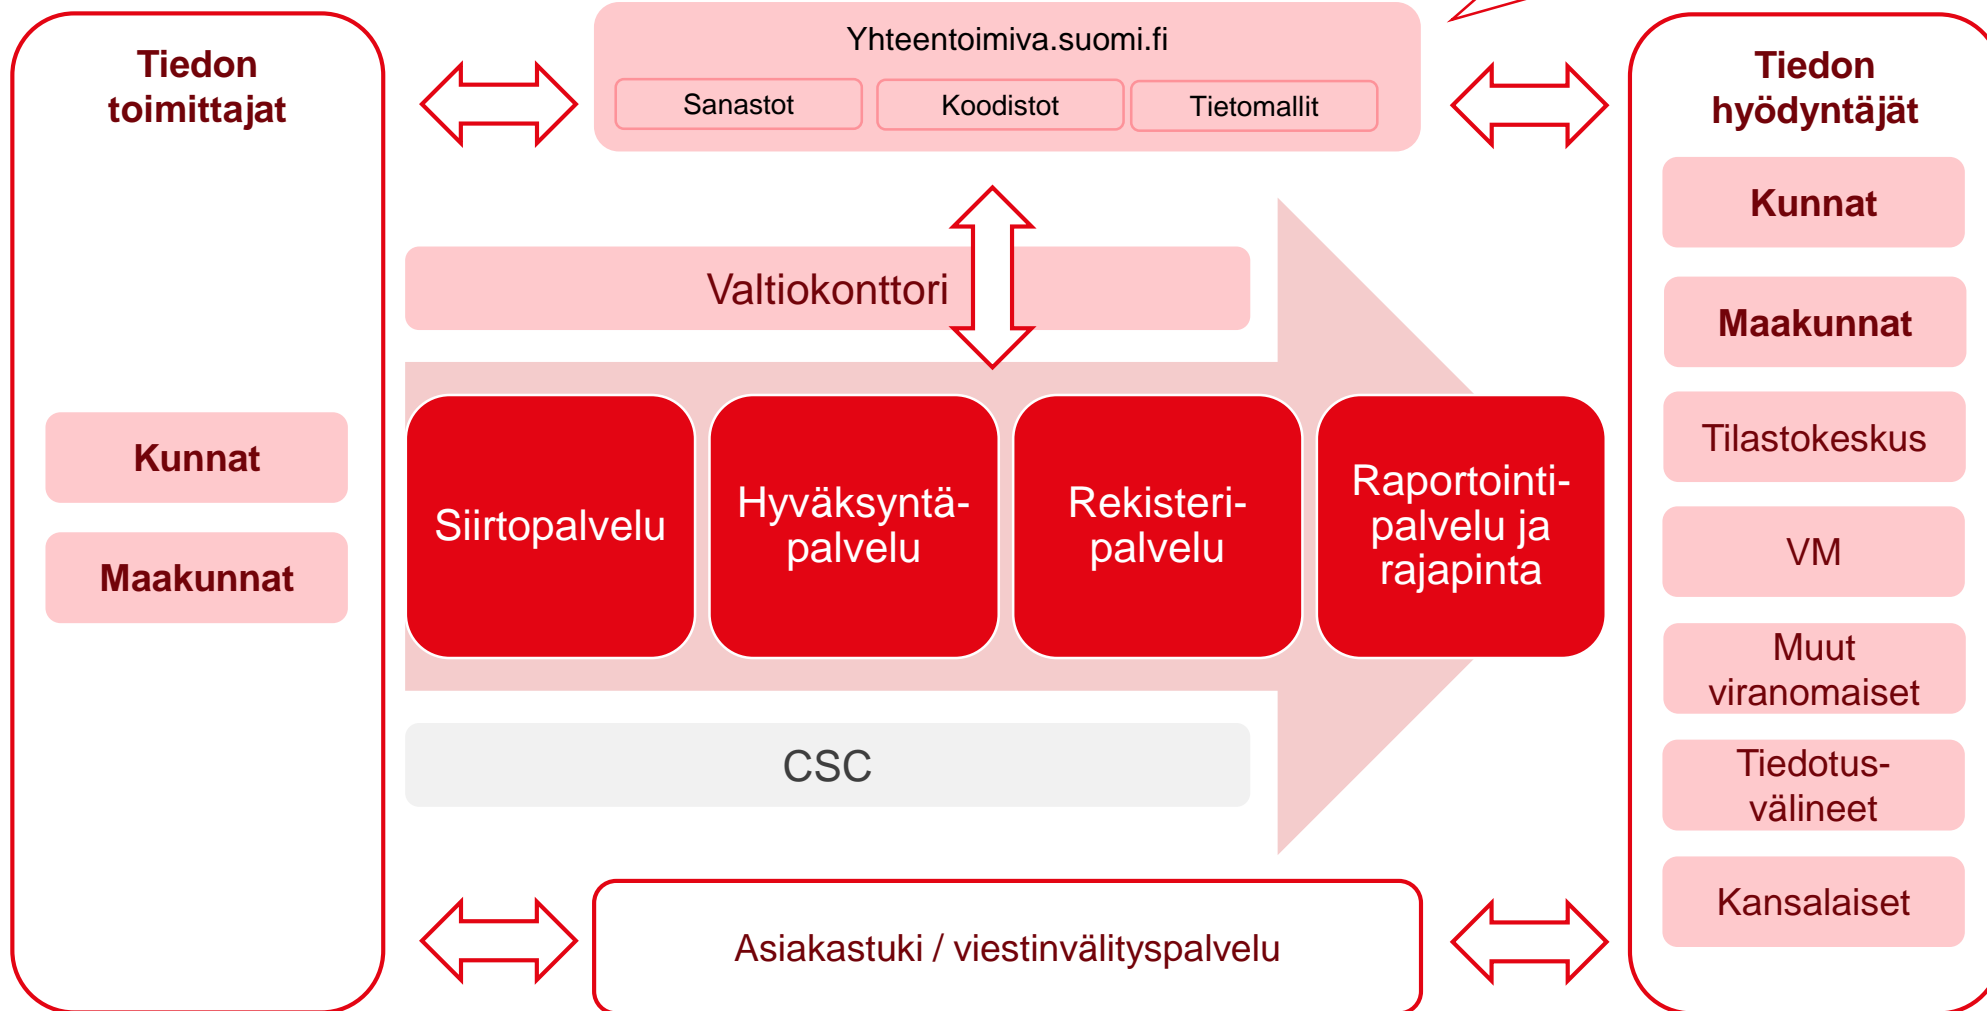 Tiedon
toimittajat
Kunnat
Maakunnat
Yhteentoimiva.suomi.fi
Sanastot
Koodistot
Tietomallit
Valtiokonttori
Siirtopalvelu
Hyväksyntä-
palvelu
Rekisteri-
palvelu
Raportointi-
palvelu ja
rajapinta
CSC
Asiakastuki / viestinvälityspalvelu
Tiedon
hyödyntäjät
Kunnat
Maakunnat
Tilastokeskus
VM
Muut
viranomaiset
Tiedotus-
välineet
Kansalaiset